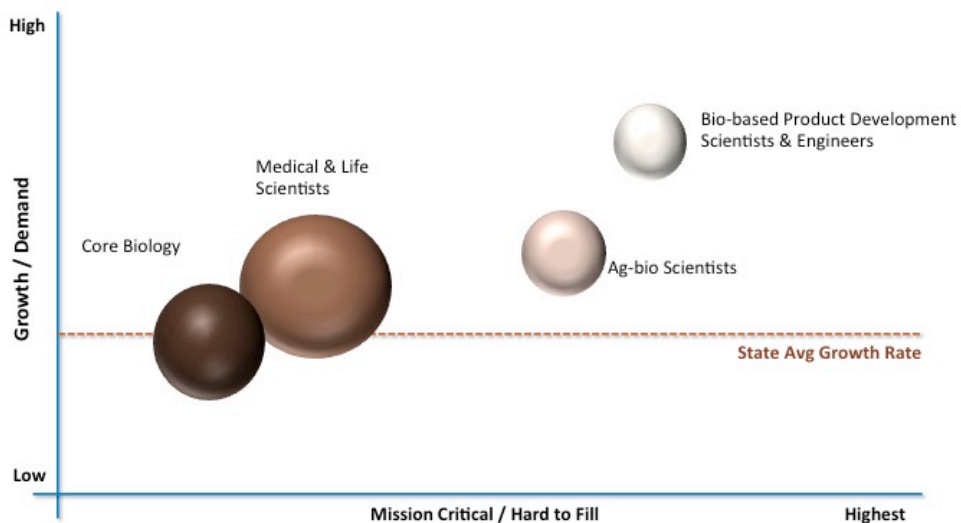 High
Bio-based Product Development
Scientists & Engineers
Medical & Life
Scientists
Core Biology
Ag-bio Scientists
Growth / Demand
State Avg Growth Rate
Low
Mission Critical / Hard to Fill
Highest